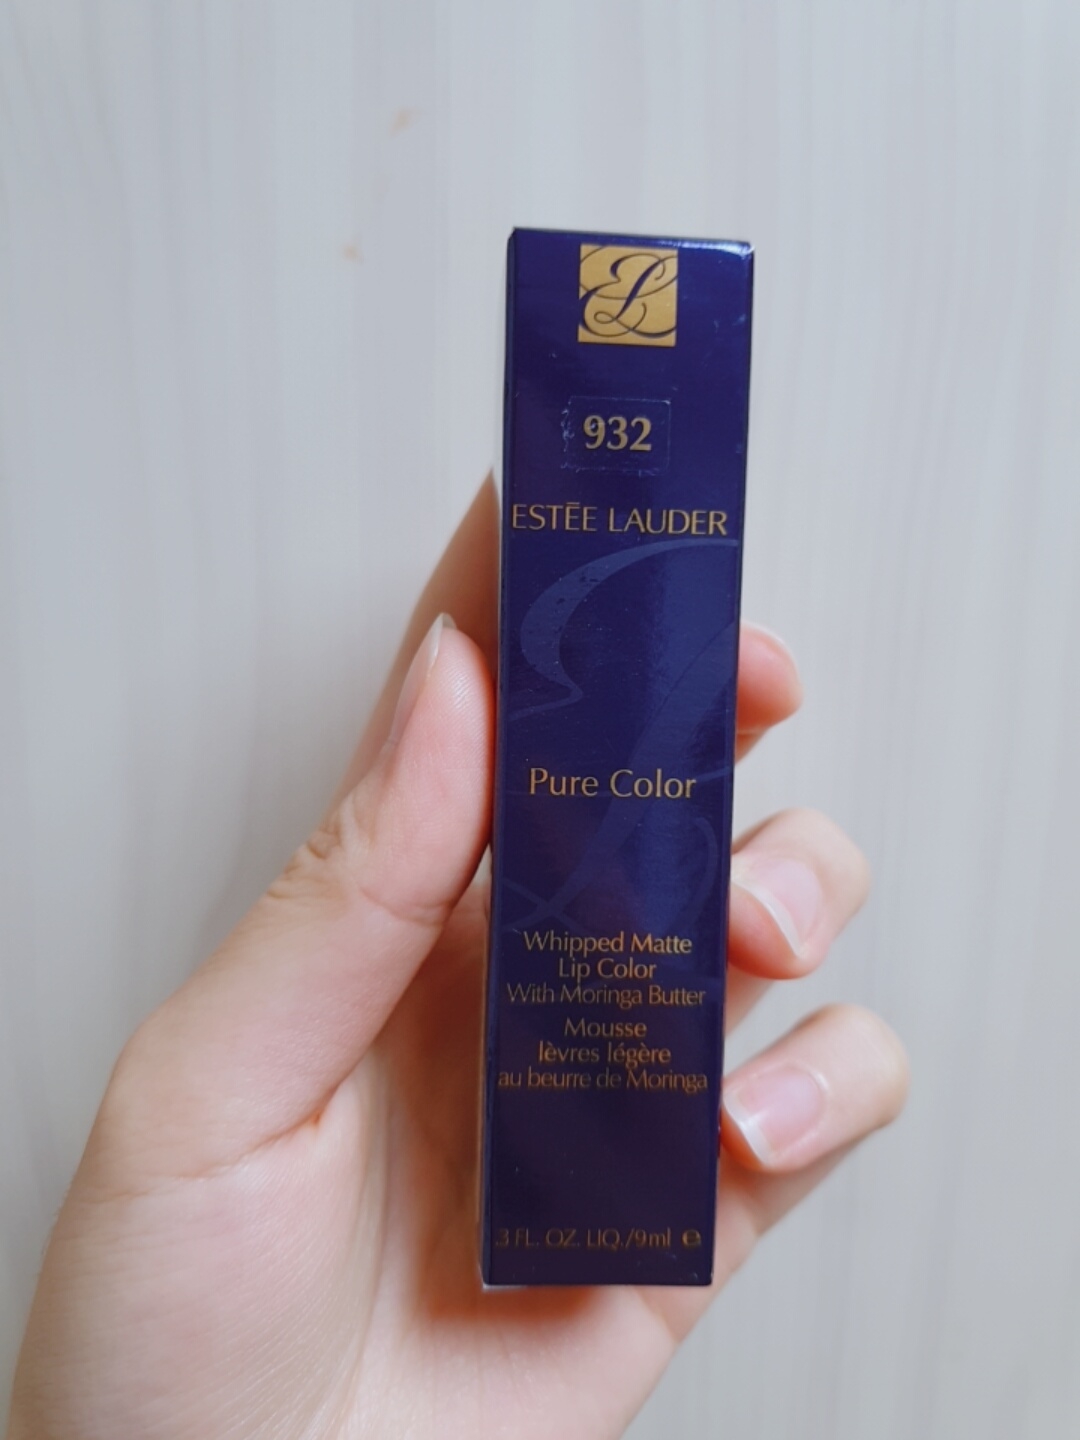 EL
932
ESTĒE LAUDER
Pure Color
Whipped Matte
Lip Color
With Moringa Butter
Mousse
lèvres légère
au beurre de Moringa
3 FL. OZ. LIQ./9ml e